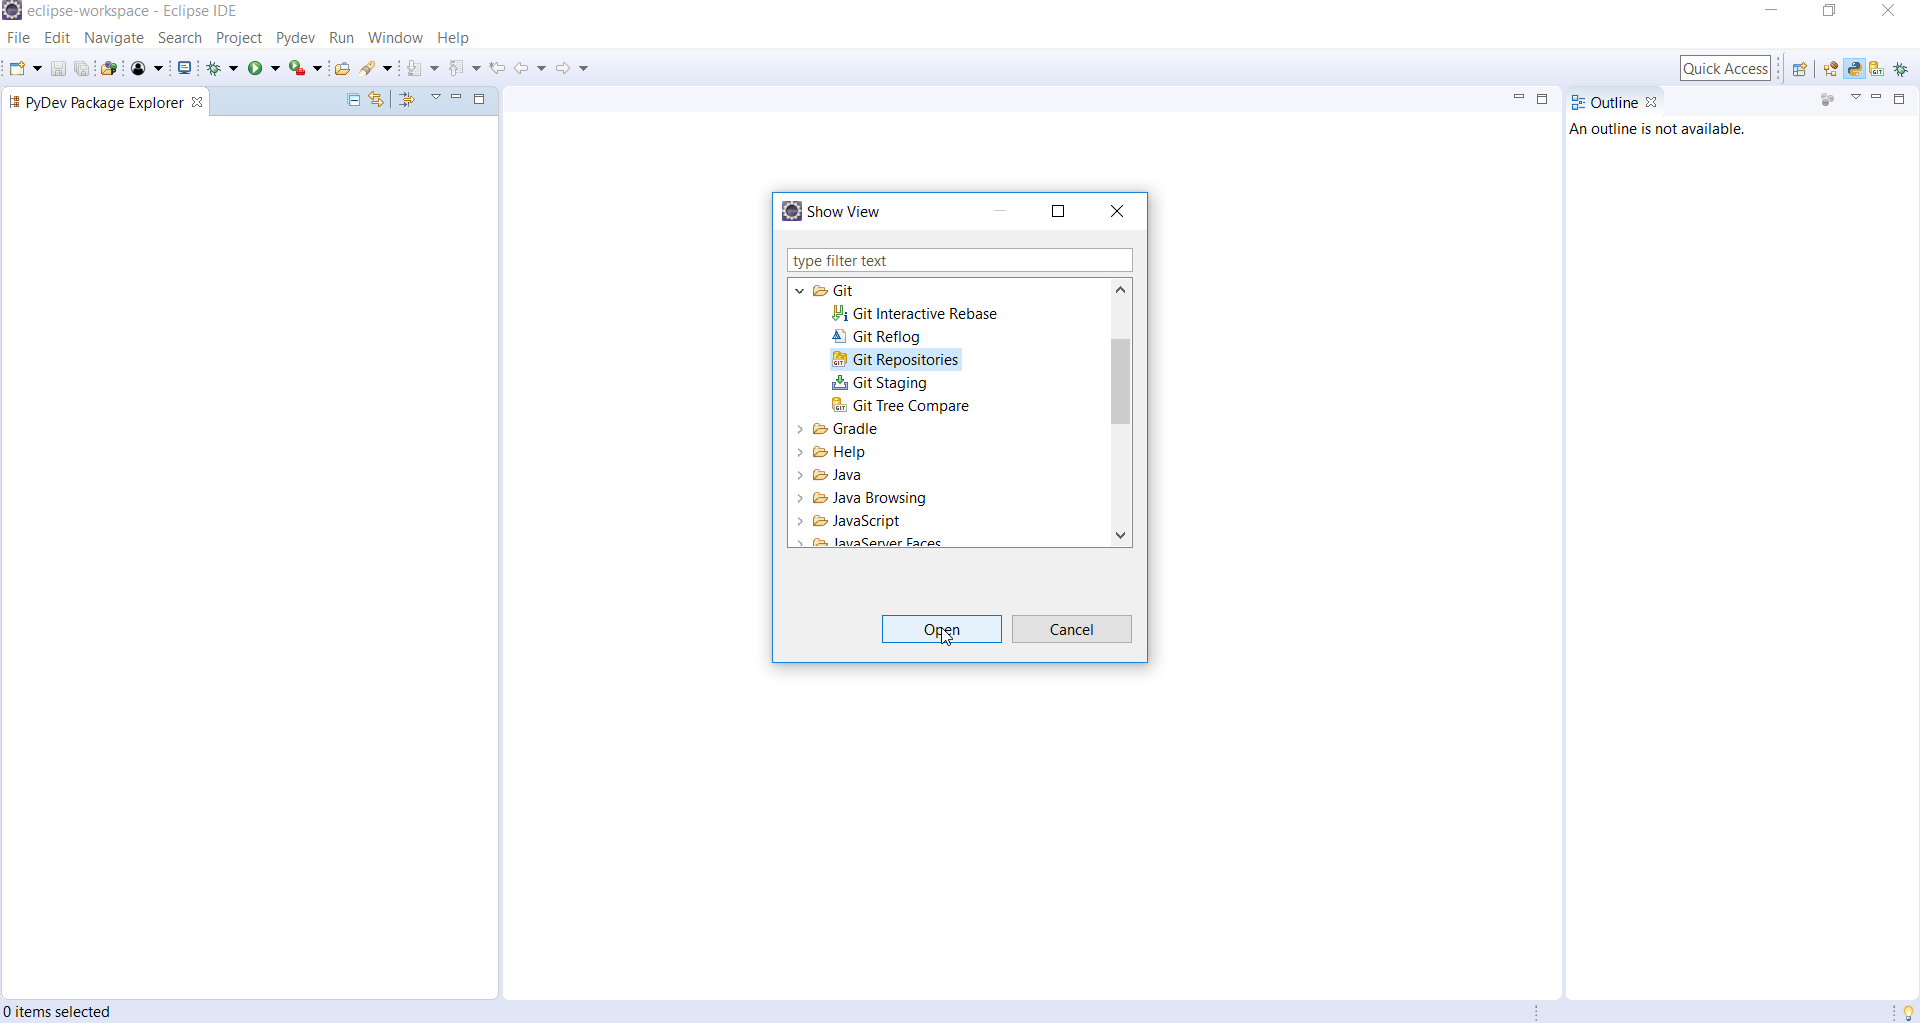 eclipse-workspace - Eclipse IDE
File Edit Navigate Search Project Pydev Run Window Help
Quick Access
PyDev Package Explorer
Outline
An outline is not available.
Show View
type filter text
Git
Git Interactive Rebase
Git Reflog
Git Repositories
Git Staging
Git Tree Compare
Gradle
Help
Java
Java Browsing
JavaScript
JavaServer Faces
Open Cancel
0 items selected